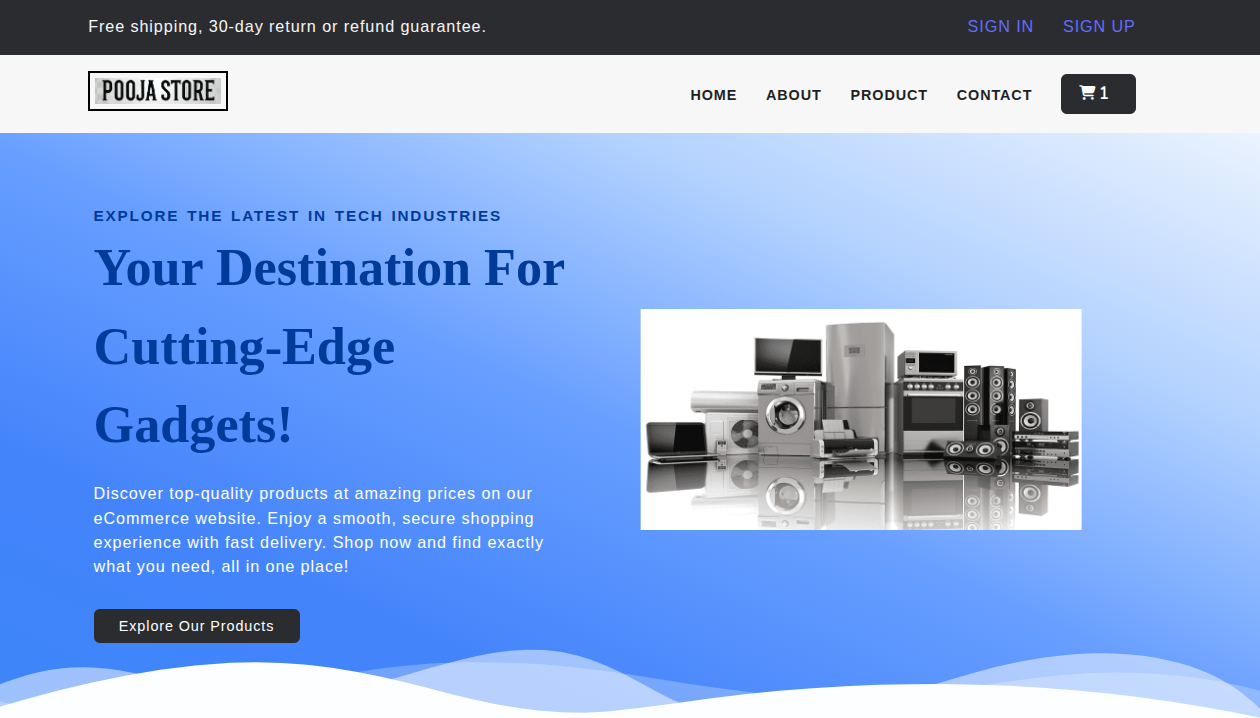 Free shipping, 30-day return or refund guarantee.
SIGN IN
SIGN UP
POOJA STORE
HOME
ABOUT
PRODUCT
CONTACT
1
EXPLORE THE LATEST IN TECH INDUSTRIES
Your Destination For
Cutting-Edge
Gadgets!
Discover top-quality products at amazing prices on our
eCommerce website. Enjoy a smooth, secure shopping
experience with fast delivery. Shop now and find exactly
what you need, all in one place!
Explore Our Products